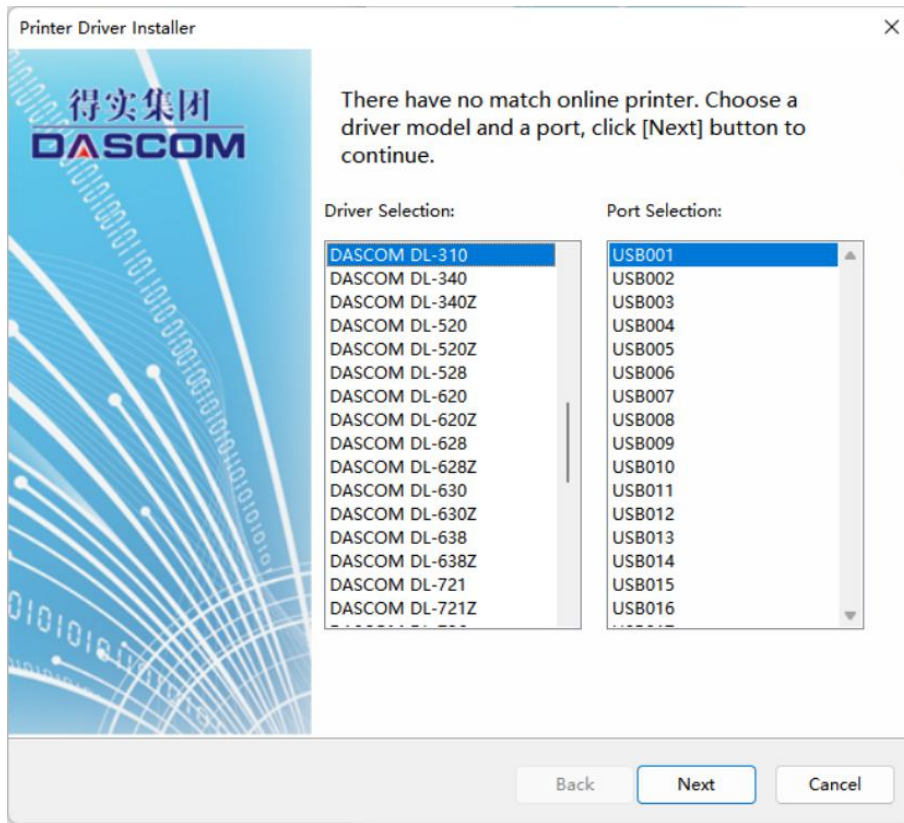 Printer Driver Installer
得实集团
DASCOM
There have no match online printer. Choose a
driver model and a port, click [Next] button to
continue.
Driver Selection:
DASCOM DL-310
DASCOM DL-340
DASCOM DL-340Z
DASCOM DL-520
DASCOM DL-520Z
DASCOM DL-528
DASCOM DL-620
DASCOM DL-620Z
DASCOM DL-628
DASCOM DL-628Z
DASCOM DL-630
DASCOM DL-630Z
DASCOM DL-638
DASCOM DL-638Z
DASCOM DL-721
DASCOM DL-721Z
Port Selection:
USB001
USB002
USB003
USB004
USB005
USB006
USB007
USB008
USB009
USB010
USB011
USB012
USB013
USB014
USB015
USB016
Back
Next
Cancel